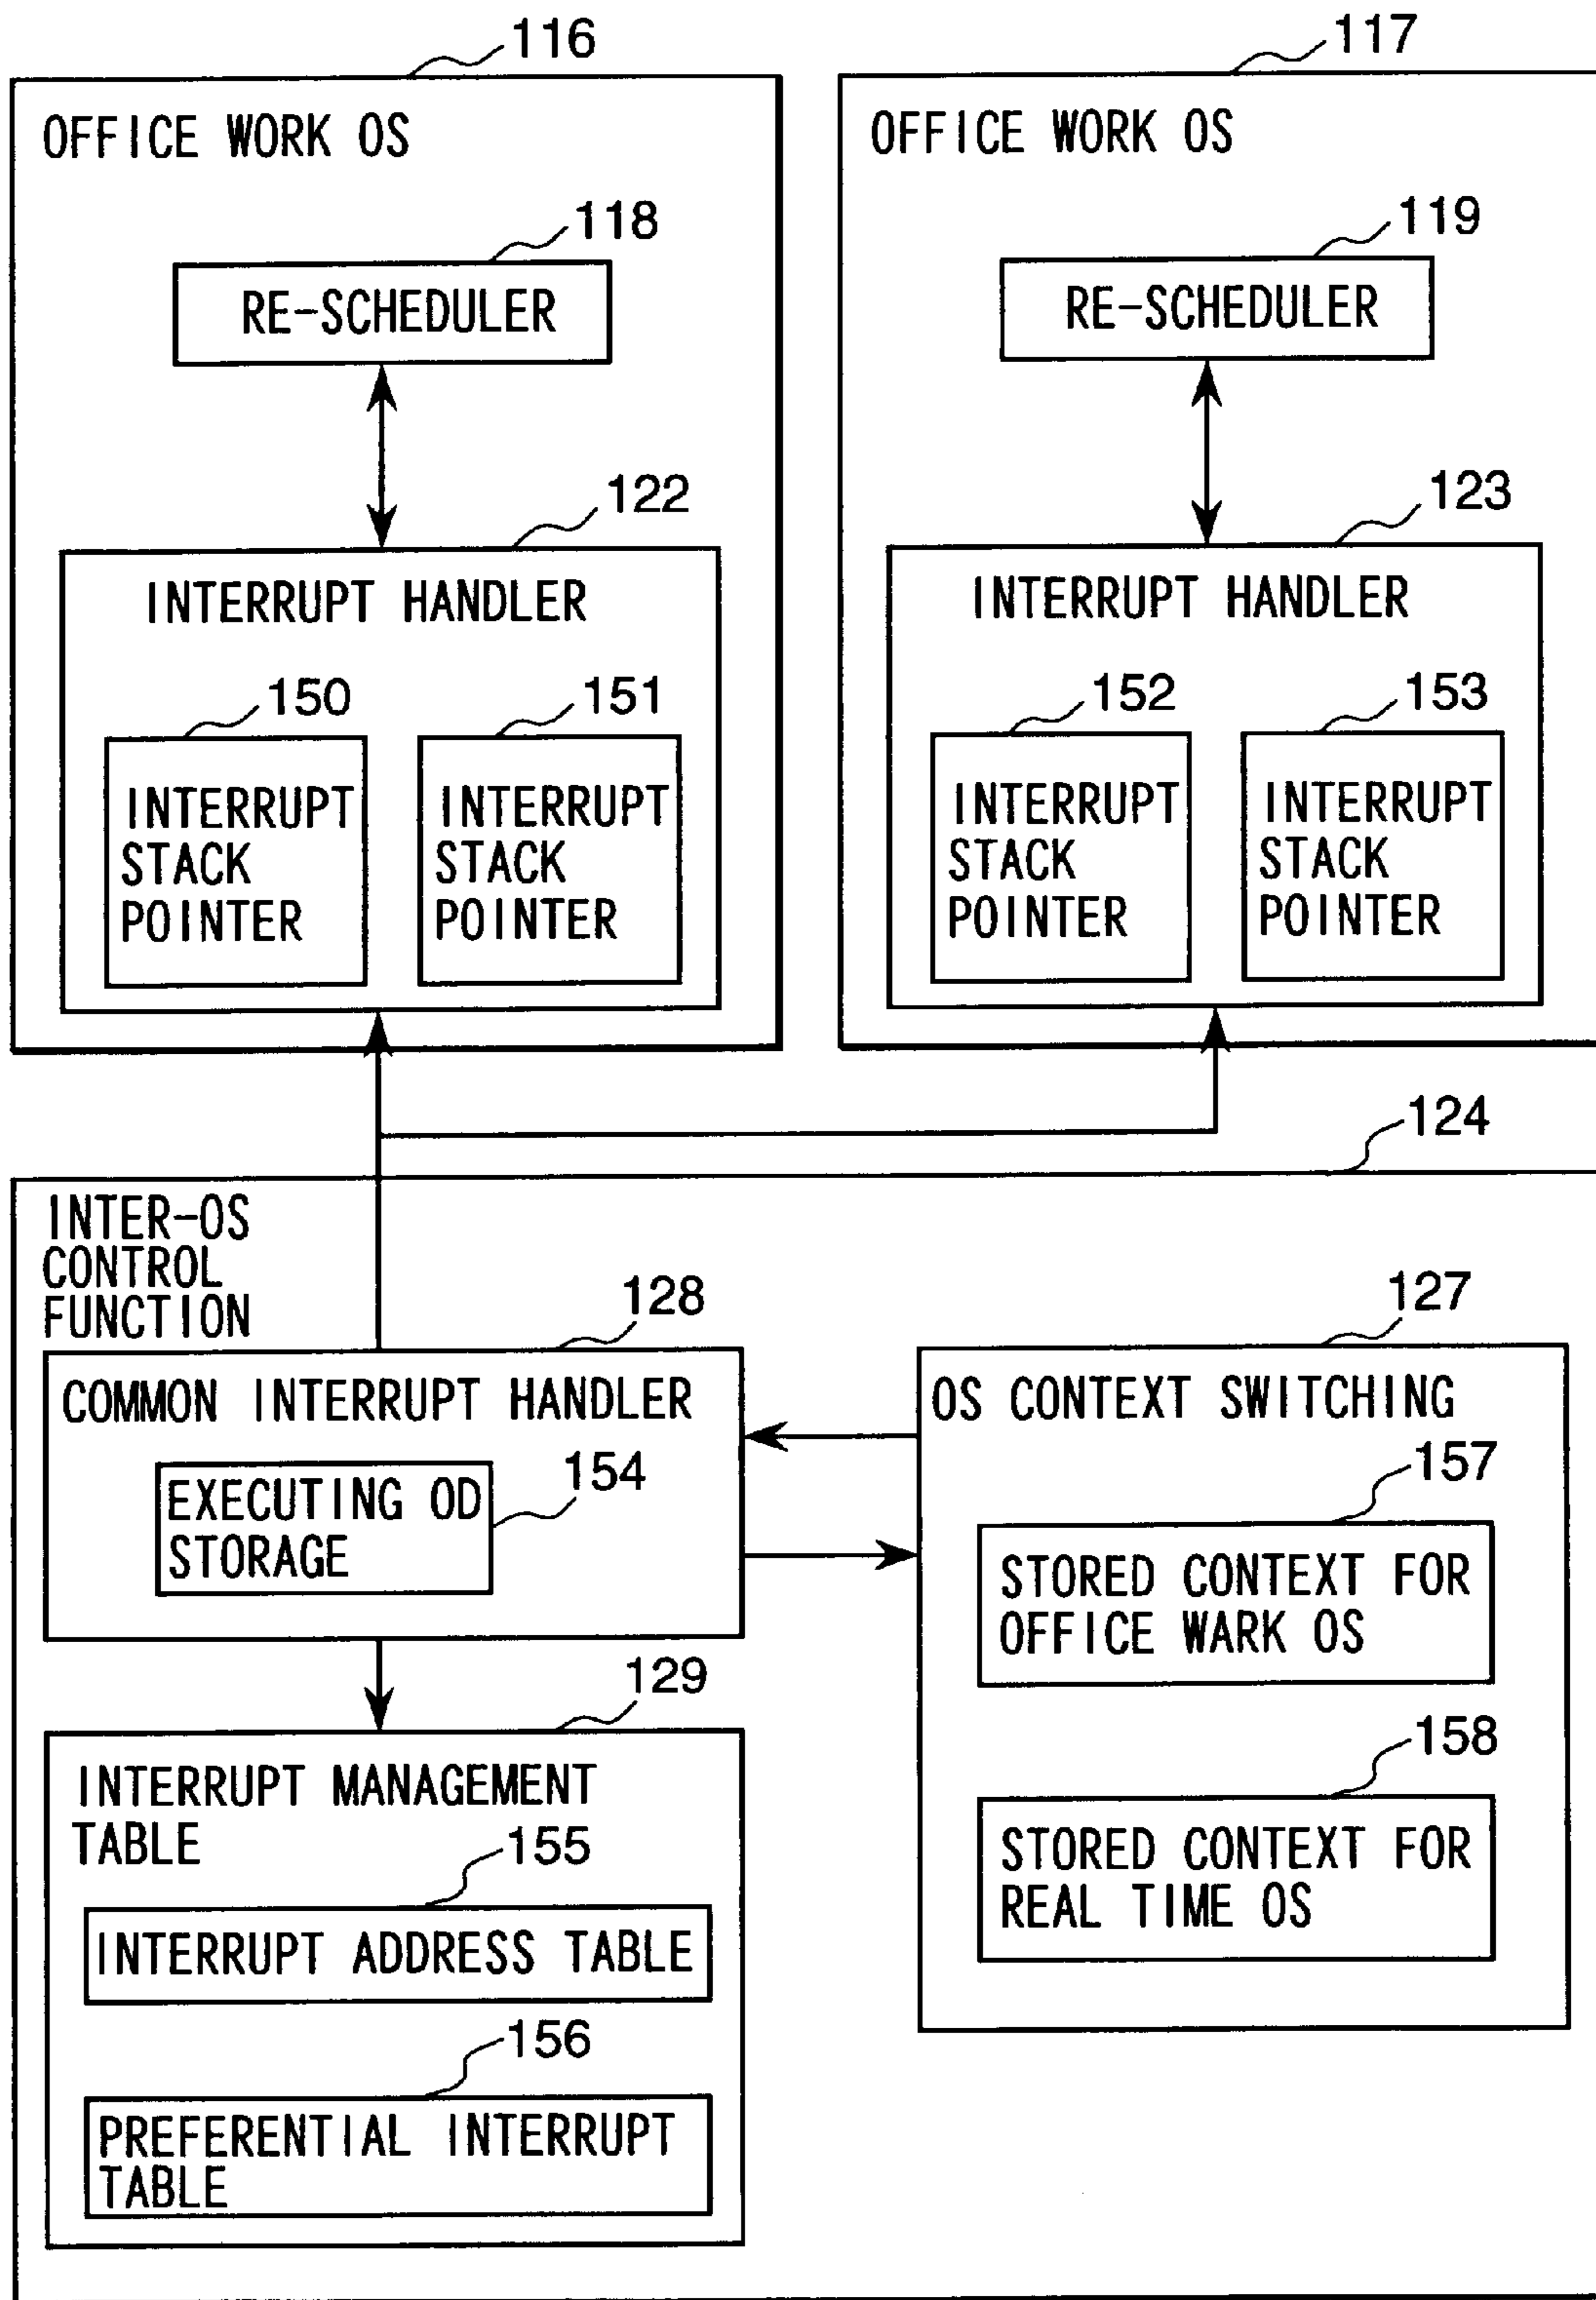 116
OFFICE WORK OS
118
RE-SCHEDULER
122
INTERRUPT HANDLER
150
151
INTERRUPT
STACK
POINTER
INTERRUPT
STACK
POINTER
117
OFFICE WORK OS
119
RE-SCHEDULER
123
INTERRUPT HANDLER
152
153
INTERRUPT
STACK
POINTER
INTERRUPT
STACK
POINTER
124
INTER-OS
CONTROL
FUNCTION
128
COMMON INTERRUPT HANDLER
154
EXECUTING OD
STORAGE
129
INTERRUPT MANAGEMENT
TABLE
155
INTERRUPT ADDRESS TABLE
156
PREFERENTIAL INTERRUPT
TABLE
127
OS CONTEXT SWITCHING
157
STORED CONTEXT FOR
OFFICE WARK OS
158
STORED CONTEXT FOR
REAL TIME OS